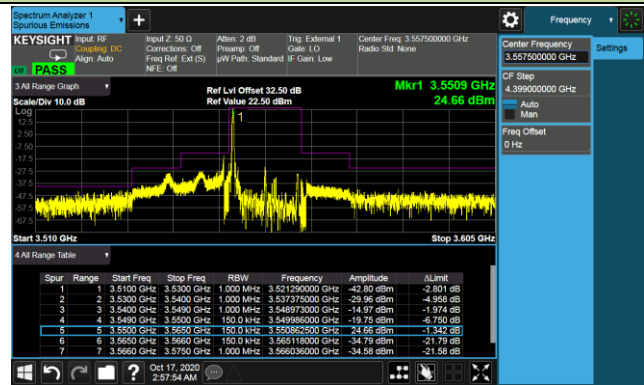 Spectrum Analyzer 1
Spurious Emissions
+
Frequency
KEYSIGHT Input: RF
Coupling: DC
Align: Auto
Input Z: 50 Ω
Corrections: Off
Freq Ref: Ext (S)
NFE: Off
Atten: 2 dB
Preamp: Off
µW Path: Standard
Trig: External 1
Gate: LO
IF Gain: Low
Center Freq: 3.557500000 GHz
Radio Std: None
LW PASS
Center Frequency
3.557500000 GHz
Settings
CF Step
4.399000000 GHz
Auto
Man
Freq Offset
0 Hz
3 All Range Graph
Scale/Div 10.0 dB
Ref Lvl Offset 32.50 dB
Ref Value 22.50 dBm
Mkr1 3.5509 GHz
24.66 dBm
Log
12.5
2.50
-7.50
-17.5
-27.5
-37.5
-47.5
-57.5
-67.5
1
Start 3.510 GHz
Stop 3.605 GHz
4 All Range Table
Spur Range Start Freq Stop Freq RBW Frequency Amplitude ΔLimit
1 1 3.5100 GHz 3.5300 GHz 1.000 MHz 3.521290000 GHz -42.80 dBm -2.801 dB
2 2 3.5300 GHz 3.5400 GHz 1.000 MHz 3.537375000 GHz -29.96 dBm -4.958 dB
3 3 3.5400 GHz 3.5490 GHz 1.000 MHz 3.548973000 GHz -14.97 dBm -1.974 dB
4 4 3.5490 GHz 3.5500 GHz 150.0 kHz 3.549986000 GHz -19.75 dBm -6.750 dB
5 5 3.5500 GHz 3.5650 GHz 150.0 kHz 3.550862500 GHz 24.66 dBm -1.342 dB
6 6 3.5650 GHz 3.5660 GHz 150.0 kHz 3.565118000 GHz -34.79 dBm -21.79 dB
7 7 3.5660 GHz 3.5750 GHz 1.000 MHz 3.566036000 GHz -34.58 dBm -21.58 dB
?
Oct 17, 2020
2:57:54 AM